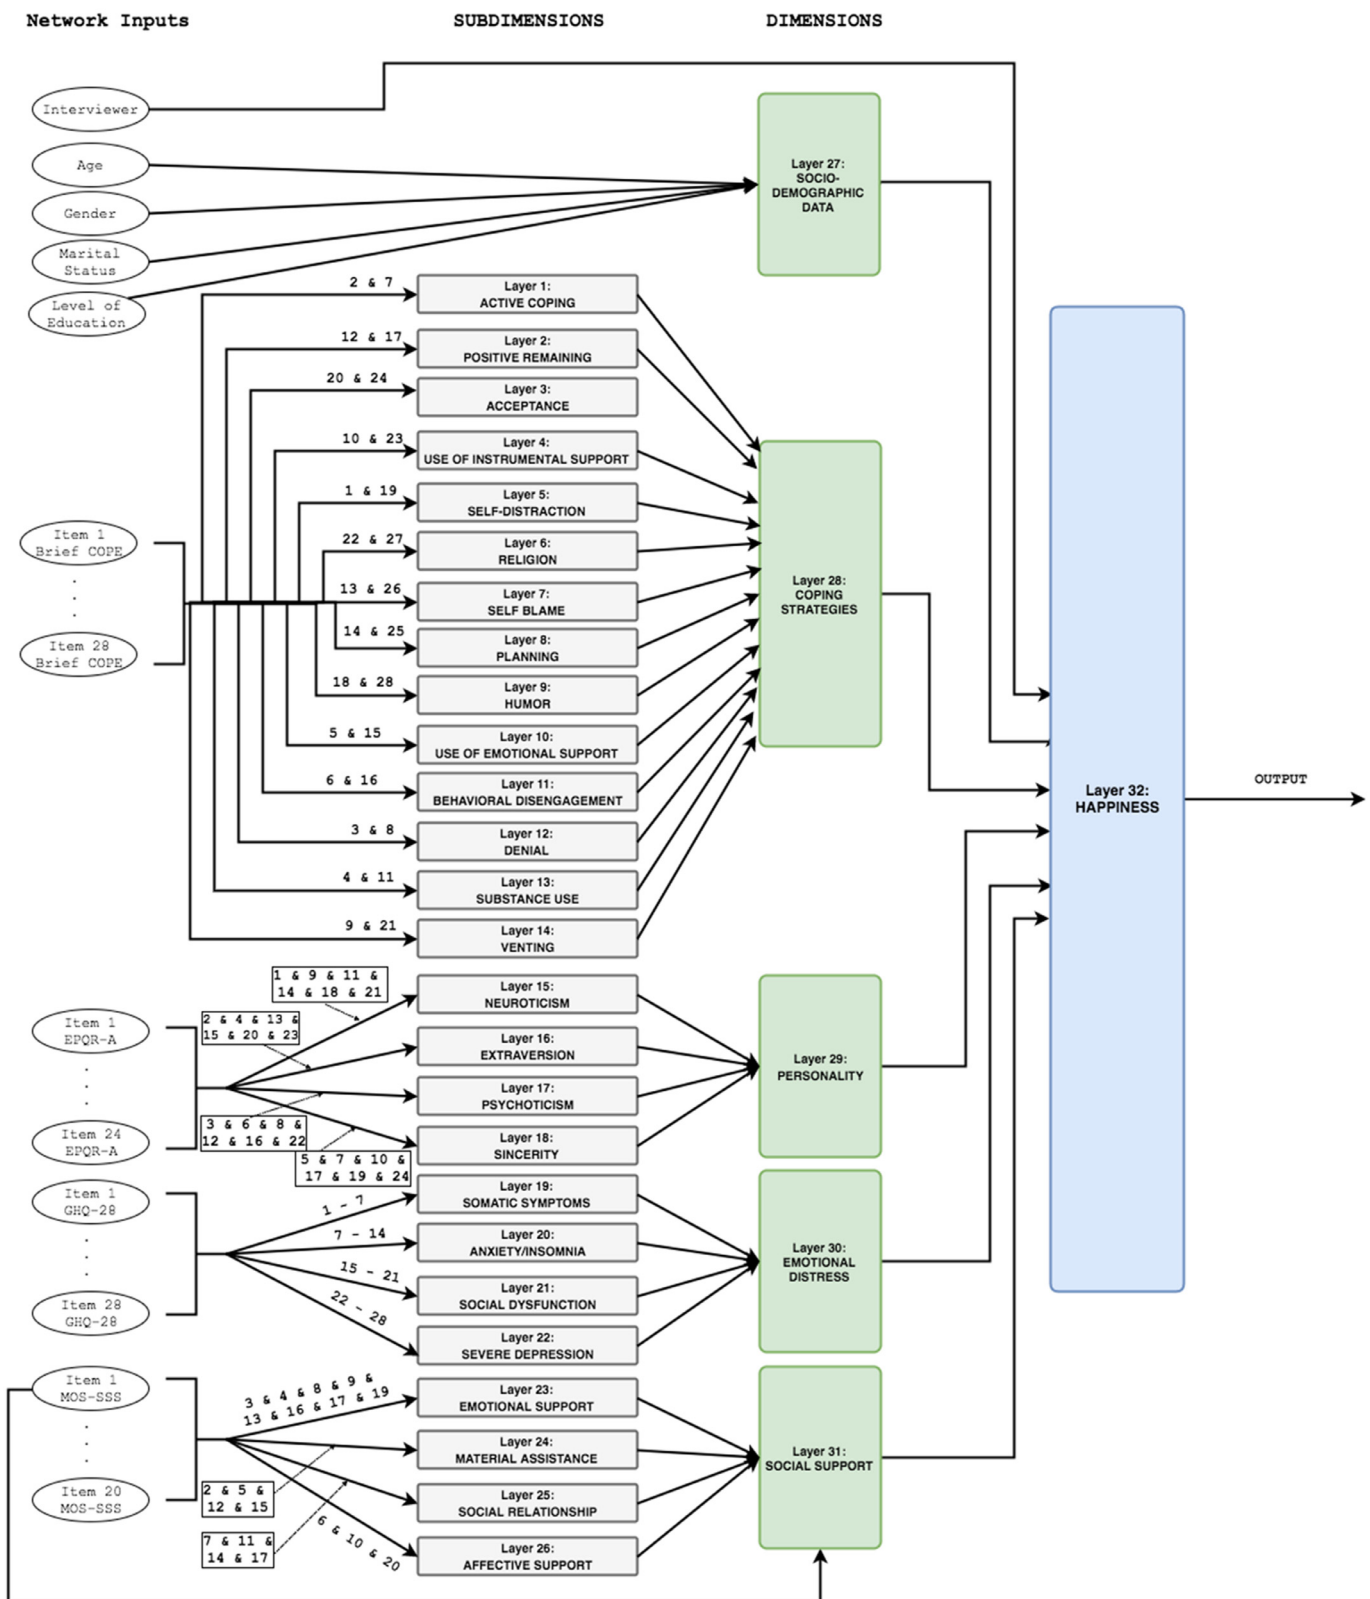 Network Inputs
SUBDIMENSIONS
DIMENSIONS
Interviewer
Age
Gender
Marital
Status
Level of
Education
Layer 27:
SOCIO-
DEMOGRAPHIC
DATA
2 & 7
Layer 1:
ACTIVE COPING
12 & 17
Layer 2:
POSITIVE REMAINING
20 & 24
Layer 3:
ACCEPTANCE
10 & 23
Layer 4:
USE OF INSTRUMENTAL SUPPORT
1 & 19
Layer 5:
SELF-DISTRACTION
22 & 27
Layer 6:
RELIGION
13 & 26
Layer 7:
SELF BLAME
14 & 25
Layer 8:
PLANNING
18 & 28
Layer 9:
HUMOR
5 & 15
Layer 10:
USE OF EMOTIONAL SUPPORT
6 & 16
Layer 11:
BEHAVIORAL DISENGAGEMENT
3 & 8
Layer 12:
DENIAL
4 & 11
Layer 13:
SUBSTANCE USE
9 & 21
Layer 14:
VENTING
Item 1
Brief COPE
.
.
.
Item 28
Brief COPE
Layer 28:
COPING
STRATEGIES
Layer 32:
HAPPINESS
OUTPUT
Item 1
EPQR-A
.
.
.
Item 24
EPQR-A
1 & 9 & 11 &
14 & 18 & 21
2 & 4 & 13 &
15 & 20 & 23
3 & 6 & 8 &
12 & 16 & 22
5 & 7 & 10 &
17 & 19 & 24
Layer 15:
NEUROTICISM
Layer 16:
EXTRAVERSION
Layer 17:
PSYCHOTICISM
Layer 18:
SINCERITY
Layer 29:
PERSONALITY
Item 1
GHQ-28
.
.
.
Item 28
GHQ-28
1 - 7
7 - 14
15 - 21
22 - 28
Layer 19:
SOMATIC SYMPTOMS
Layer 20:
ANXIETY/INSOMNIA
Layer 21:
SOCIAL DYSFUNCTION
Layer 22:
SEVERE DEPRESSION
Layer 30:
EMOTIONAL
DISTRESS
Item 1
MOS-SSS
.
.
.
Item 20
MOS-SSS
3 & 4 & 8 & 9 &
13 & 16 & 17 & 19
2 & 5 &
12 & 15
7 & 11 &
14 & 17
6 & 10 & 20
Layer 23:
EMOTIONAL SUPPORT
Layer 24:
MATERIAL ASSISTANCE
Layer 25:
SOCIAL RELATIONSHIP
Layer 26:
AFFECTIVE SUPPORT
Layer 31:
SOCIAL SUPPORT